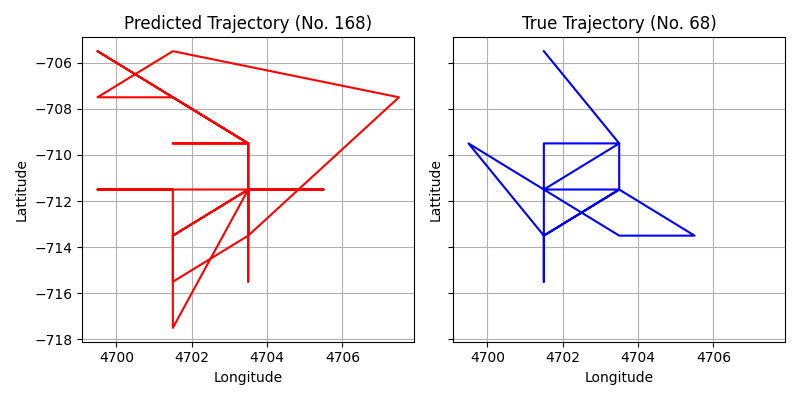 Predicted Trajectory (No. 168)
True Trajectory (No. 68)
−706
−708
−710
−712
−714
−716
−718
Lattitude
Lattitude
4700 4702 4704 4706
4700 4702 4704 4706
Longitude
Longitude